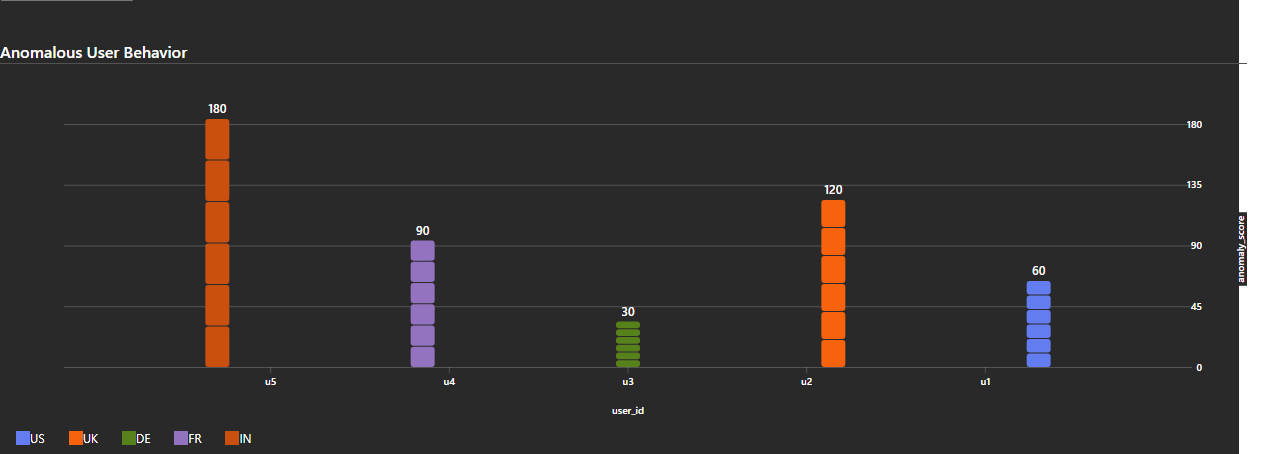 Anomalous User Behavior
180
90
30
120
60
180
135
90
45
0
anomaly_score
u5 u4 u3 u2 u1
user_id
US UK DE FR IN